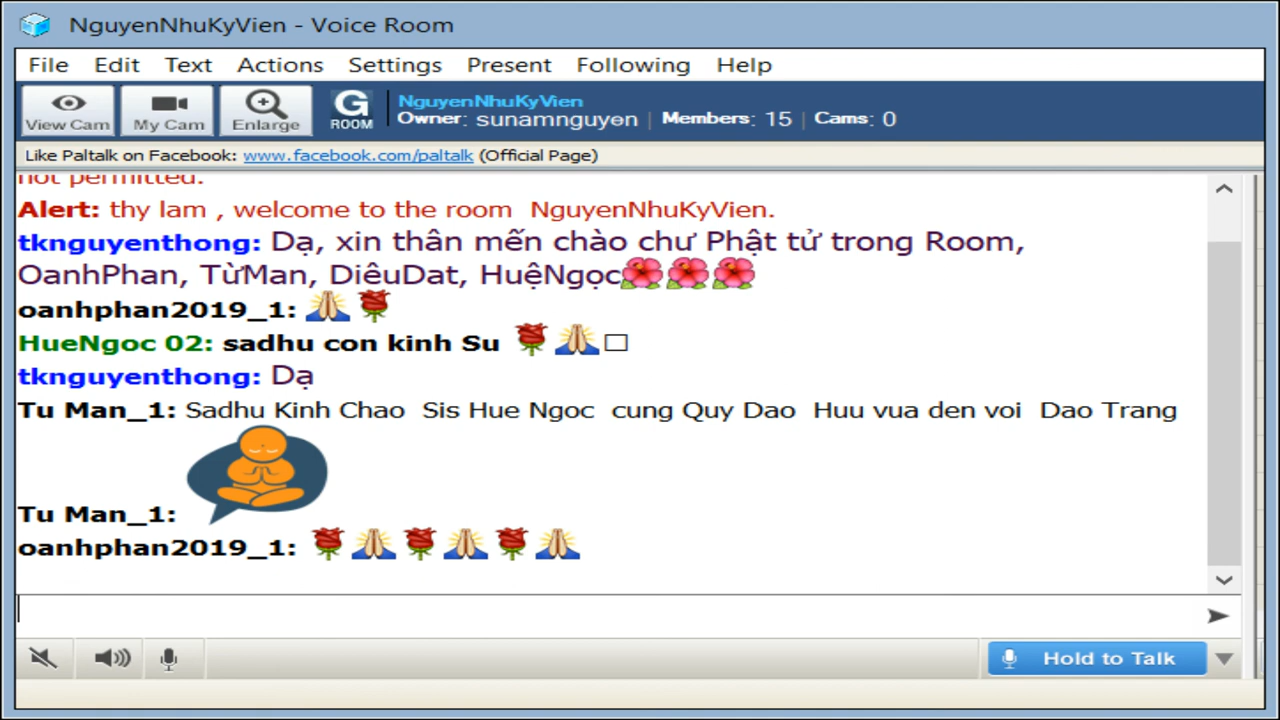 NguyenNhuKyVien - Voice Room
File Edit Text Actions Settings Present Following Help
View Cam My Cam Enlarge G ROOM
NguyenNhuKyVien
Owner: sunamnguyen | Members: 15 | Cams: 0
Like Paltalk on Facebook: www.facebook.com/paltalk (Official Page)
not permitted.
Alert: thy lam , welcome to the room NguyenNhuKyVien.
tknguyenthong: Dạ, xin thân mến chào chư Phật tử trong Room,
OanhPhan, TừMan, DiêuDat, HuệNgọc🌺🌺🌺
oanhphan2019_1: 🙏🌹
HueNgoc 02: sadhu con kinh Su 🌹🙏□
tknguyenthong: Dạ
Tu Man_1: Sadhu Kinh Chao Sis Hue Ngoc cung Quy Dao Huu vua den voi Dao Trang
Tu Man_1:
oanhphan2019_1: 🌹🙏🌹🙏🌹🙏
Hold to Talk